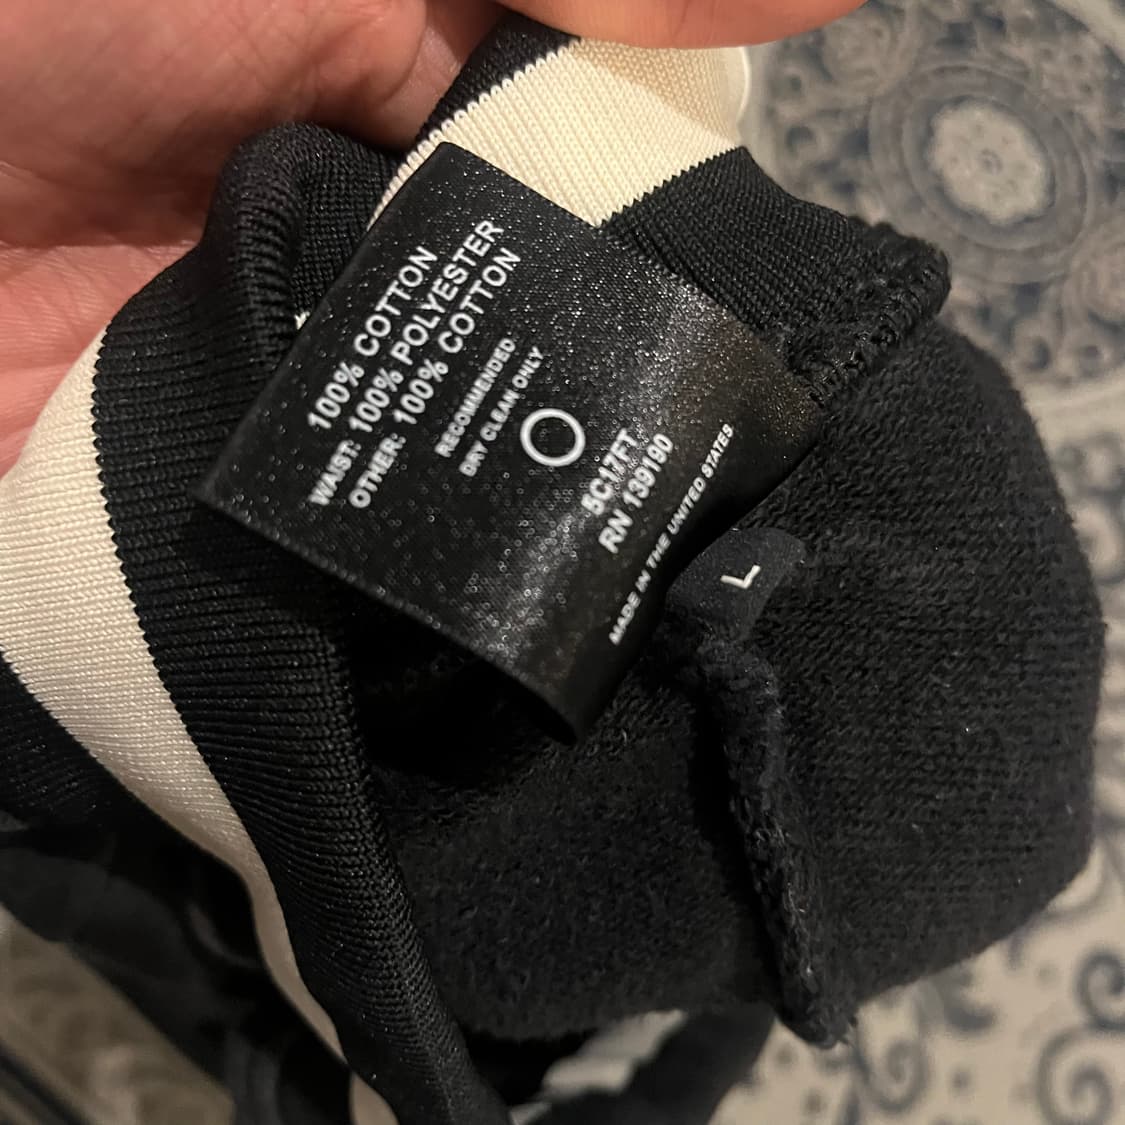 100% COTTON
WAIST: 100% POLYESTER
OTHER: 100% COTTON
RECOMMENDED:
DRY CLEAN ONLY
5C17FT
RN 139190
MADE IN THE UNITED STATES
L